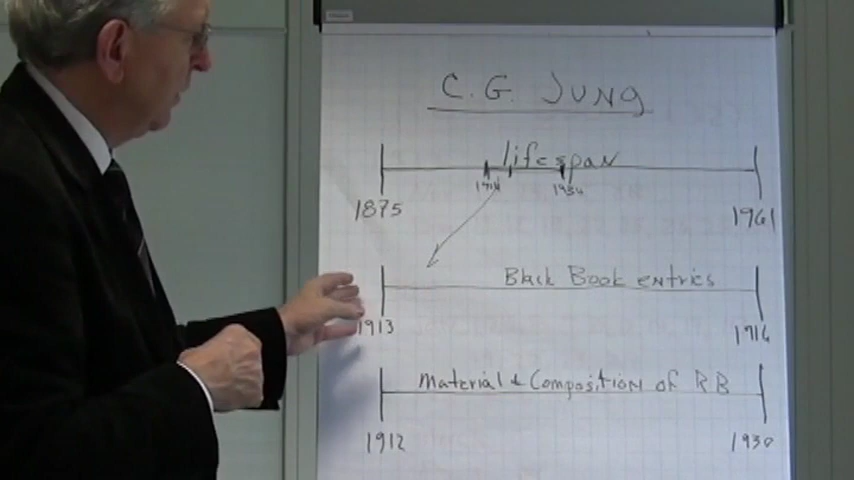 C. G. JUNG
lifespan
1914 1934
1875 1961
Black Book entries
1913 1916
Material & Composition of RB
1912 1930